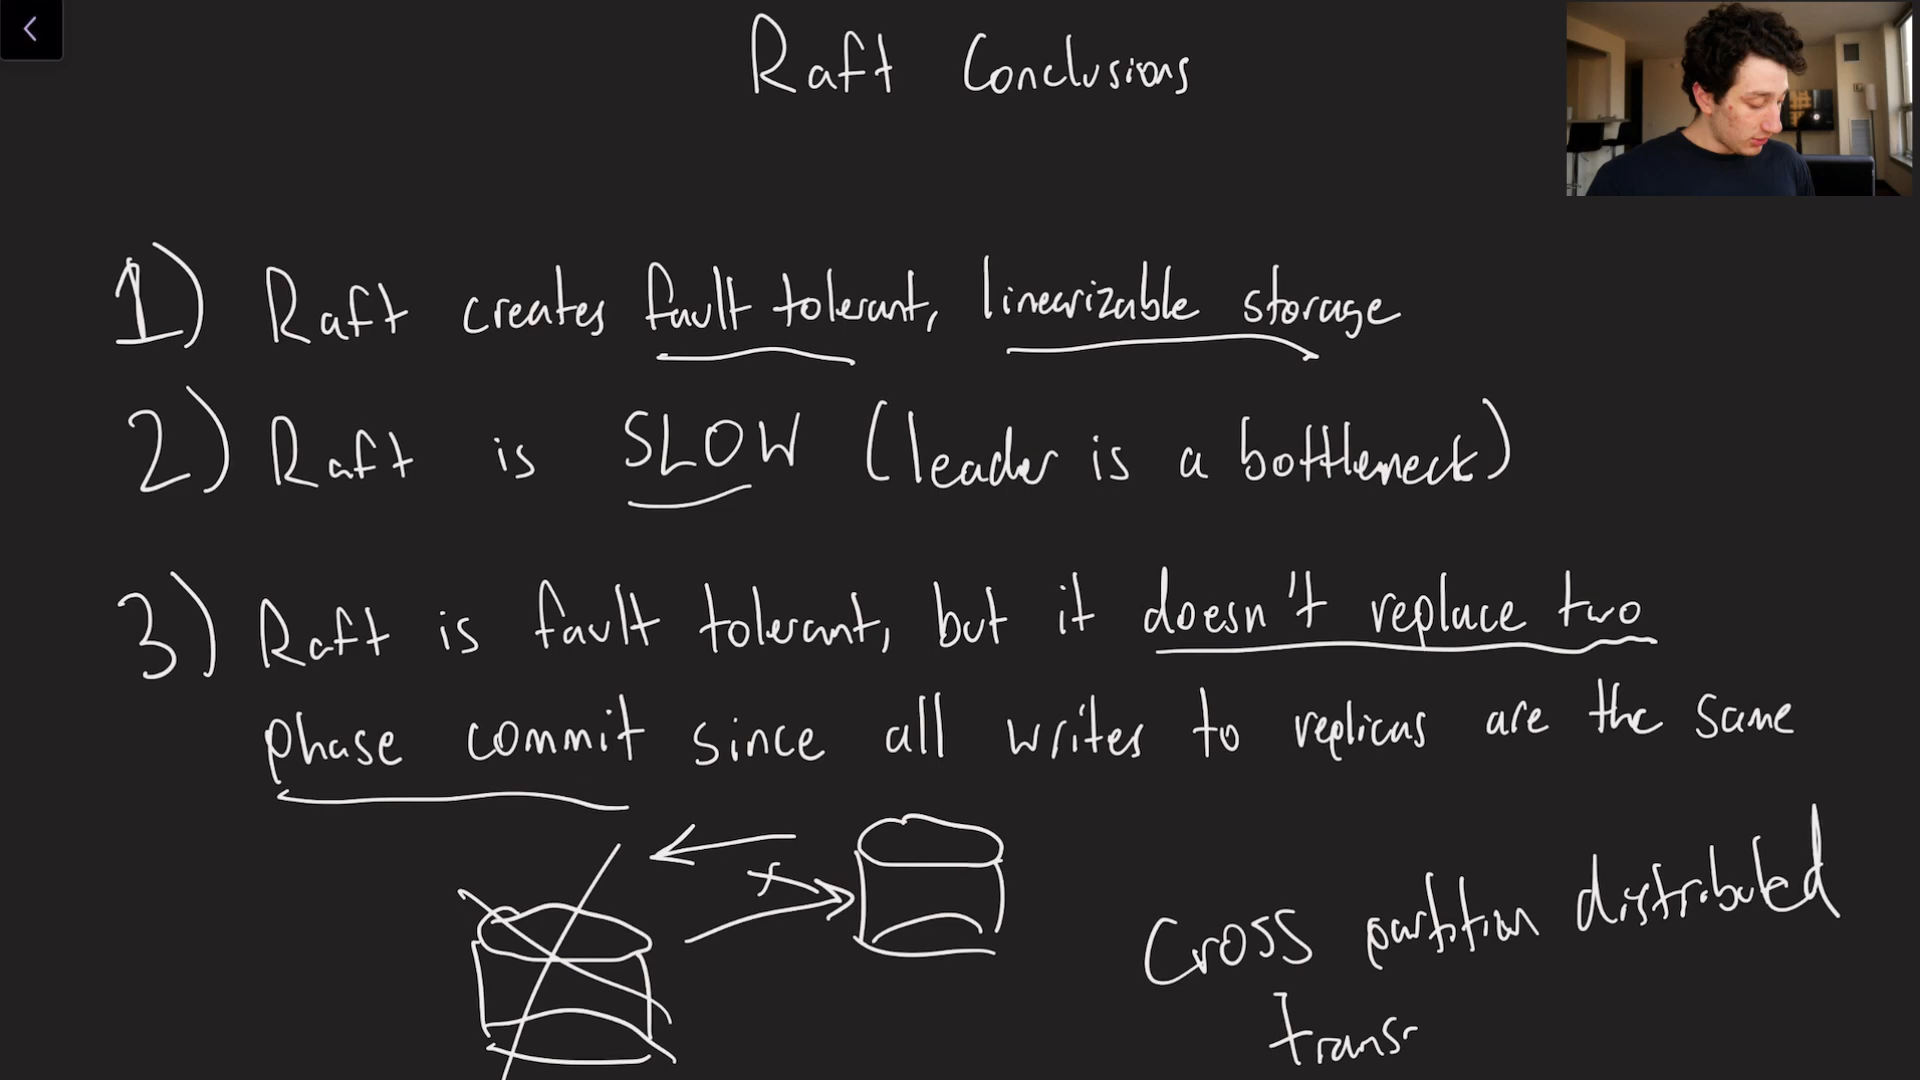 Raft Conclusions
1) Raft creates fault tolerant, linearizable storage
2) Raft is SLOW (leader is a bottleneck)
3) Raft is fault tolerant, but it doesn't replace two
phase commit since all writes to replicas are the same
x
Cross partition distributed
trans